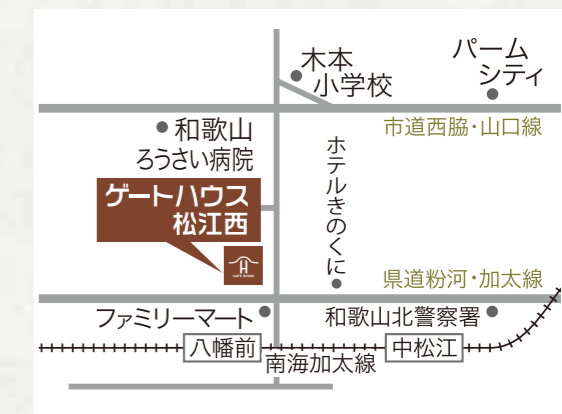 木本
小学校
パーム
シティ
市道西脇・山口線
和歌山
ろうさい病院
ホテルきのくに
ゲートハウス
松江西
県道粉河・加太線
ファミリーマート
和歌山北警察署
八幡前
中松江
南海加太線